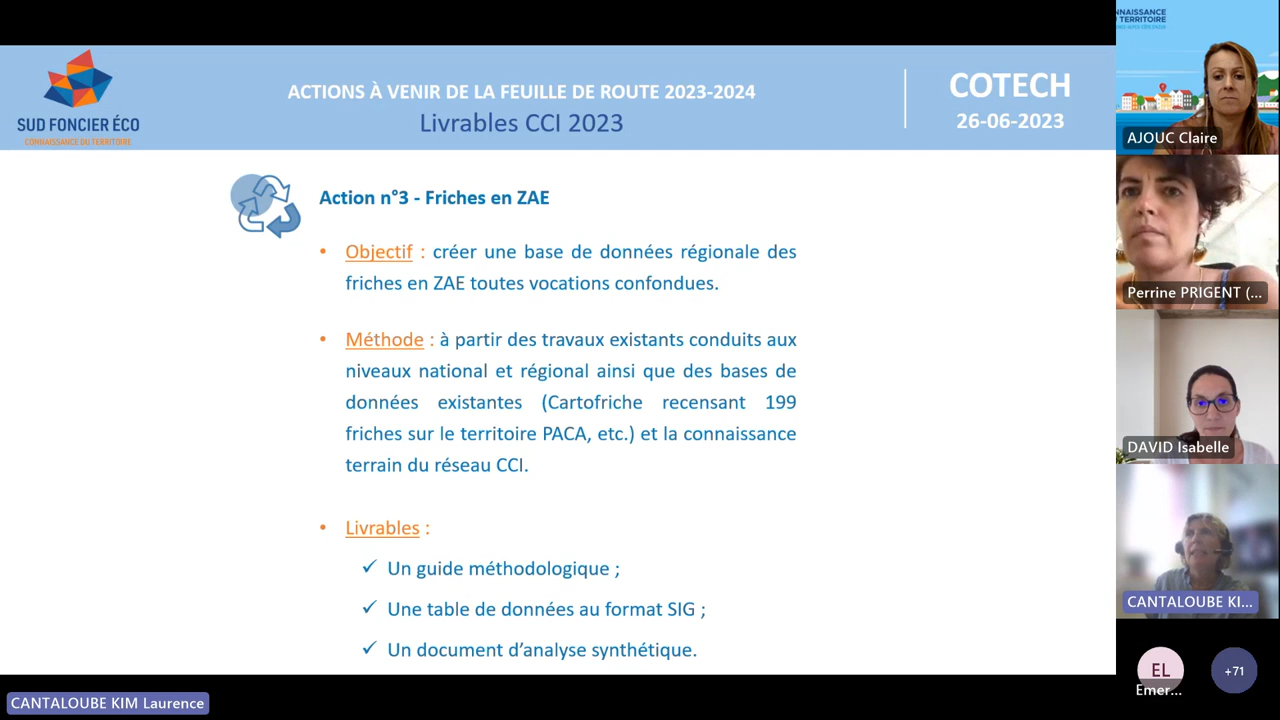 SUD FONCIER ÉCO
CONNAISSANCE DU TERRITOIRE
ACTIONS À VENIR DE LA FEUILLE DE ROUTE 2023-2024
Livrables CCI 2023
COTECH
26-06-2023
Action n°3 - Friches en ZAE
• Objectif : créer une base de données régionale des
friches en ZAE toutes vocations confondues.
• Méthode : à partir des travaux existants conduits aux
niveaux national et régional ainsi que des bases de
données existantes (Cartofriche recensant 199
friches sur le territoire PACA, etc.) et la connaissance
terrain du réseau CCI.
• Livrables :
✓ Un guide méthodologique ;
✓ Une table de données au format SIG ;
✓ Un document d’analyse synthétique.
CANTALOUBE KIM Laurence
NNAISSANCE
U TERRITOIRE
AJOUC Claire
Perrine PRIGENT (...
DAVID Isabelle
CANTALOUBE KI...
EL
Emer...
+71